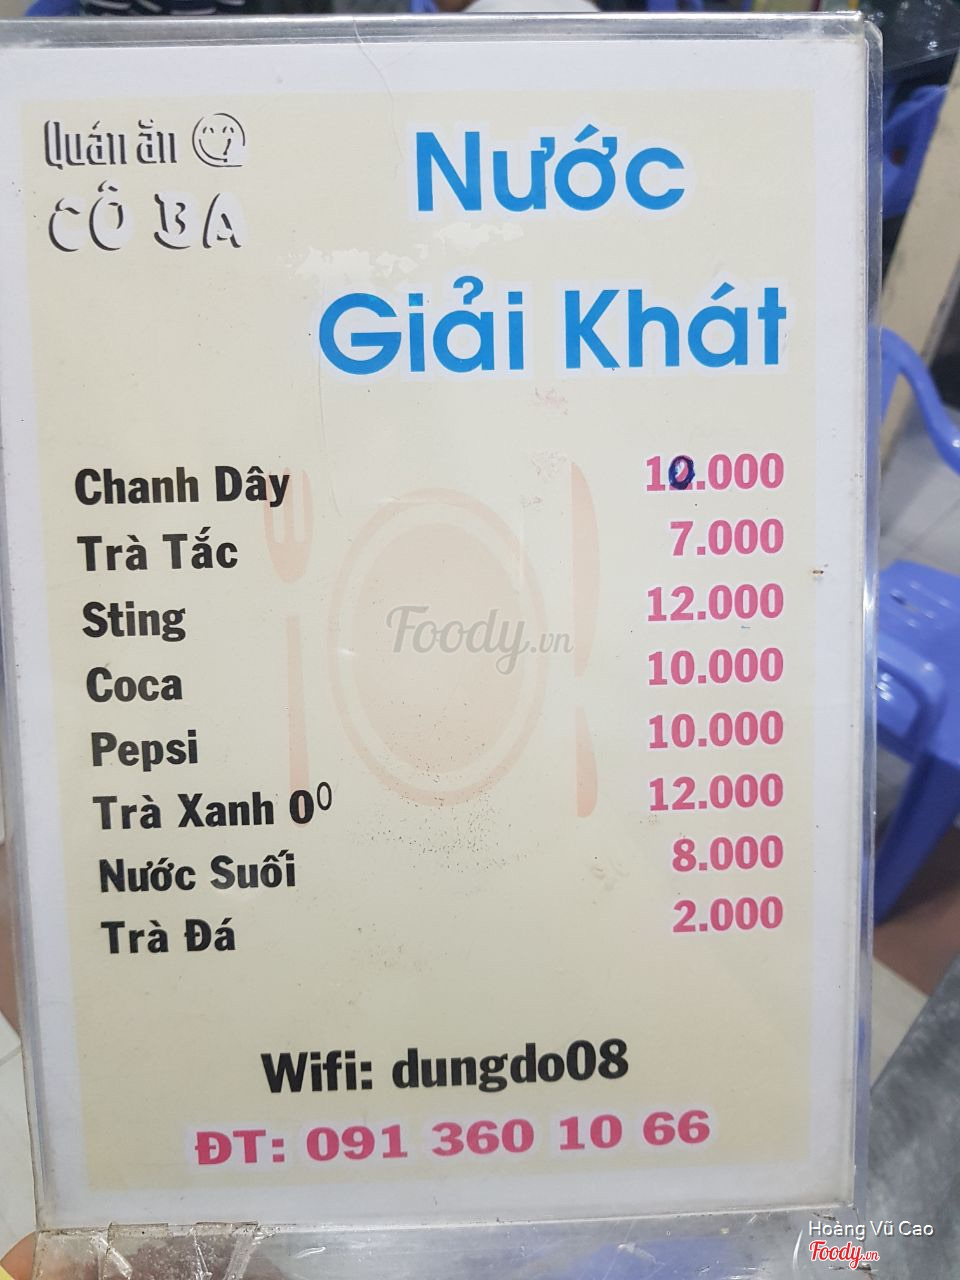 Quán ăn
CÔ BA
Nước
Giải Khát
Chanh Dây 10.000
Trà Tắc 7.000
Sting 12.000
Coca 10.000
Pepsi 10.000
Trà Xanh 0⁰ 12.000
Nước Suối 8.000
Trà Đá 2.000
Foody.vn
Wifi: dungdo08
ĐT: 091 360 10 66
Hoàng Vũ Cao
Foody.vn